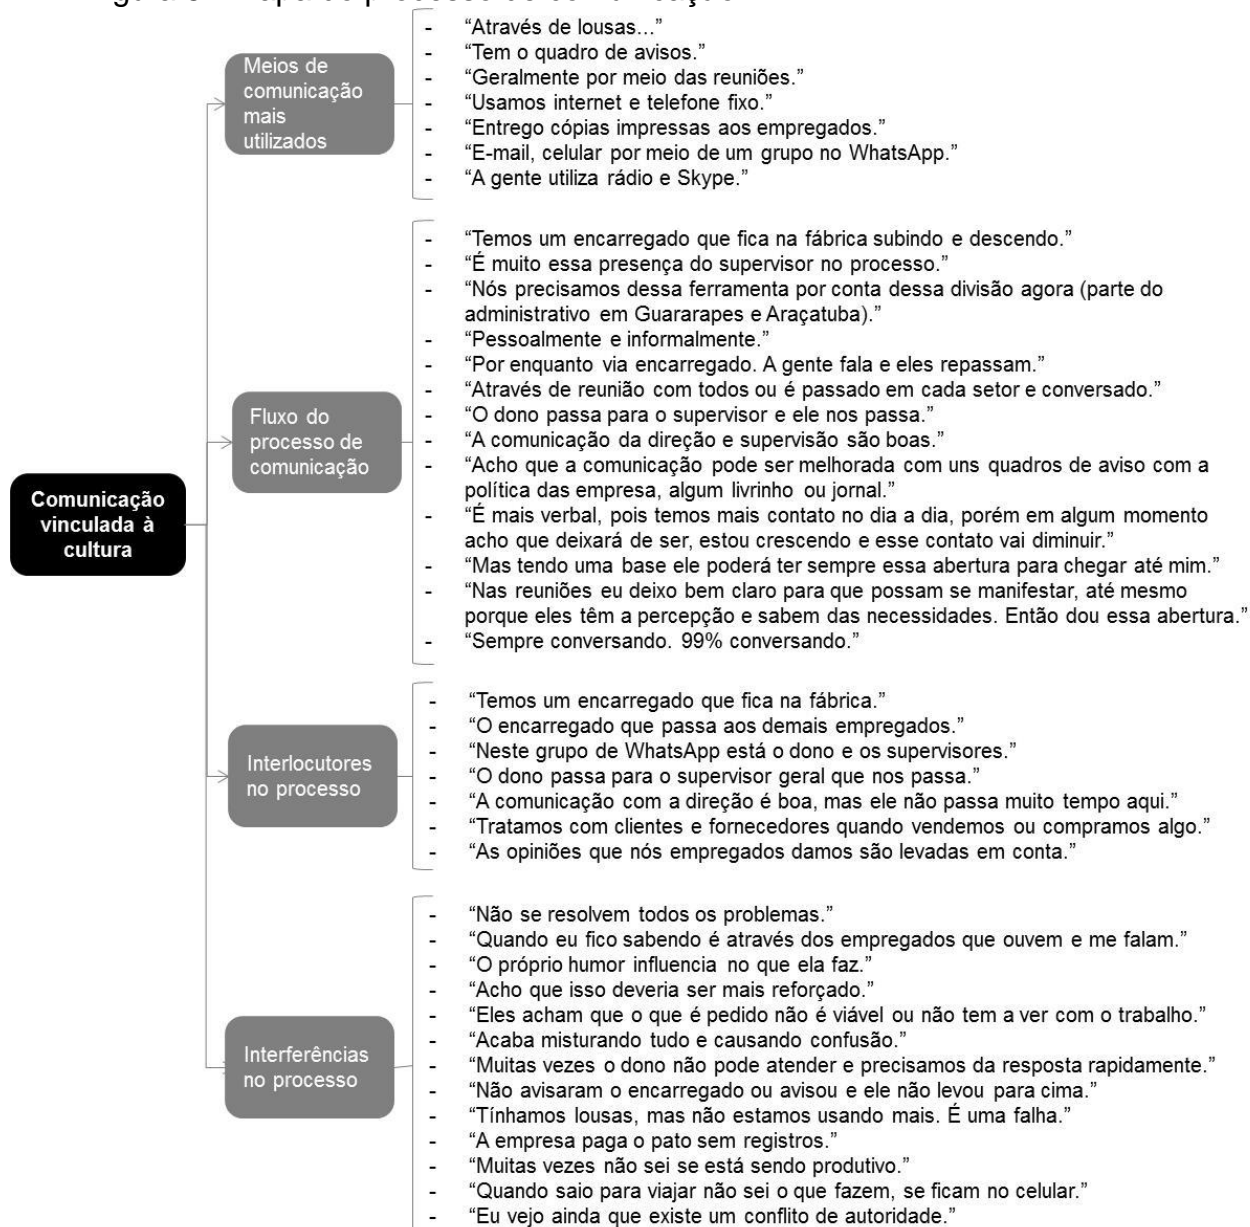 Comunicação
vinculada à
cultura
Meios de
comunicação
mais
utilizados
- “Através de lousas...”
- “Tem o quadro de avisos.”
- “Geralmente por meio das reuniões.”
- “Usamos internet e telefone fixo.”
- “Entrego cópias impressas aos empregados.”
- “E-mail, celular por meio de um grupo no WhatsApp.”
- “A gente utiliza rádio e Skype.”
Fluxo do
processo de
comunicação
- “Temos um encarregado que fica na fábrica subindo e descendo.”
- “É muito essa presença do supervisor no processo.”
- “Nós precisamos dessa ferramenta por conta dessa divisão agora (parte do
administrativo em Guararapes e Araçatuba).”
- “Pessoalmente e informalmente.”
- “Por enquanto via encarregado. A gente fala e eles repassam.”
- “Através de reunião com todos ou é passado em cada setor e conversado.”
- “O dono passa para o supervisor e ele nos passa.”
- “A comunicação da direção e supervisão são boas.”
- “Acho que a comunicação pode ser melhorada com uns quadros de aviso com a
política das empresa, algum livrinho ou jornal.”
- “É mais verbal, pois temos mais contato no dia a dia, porém em algum momento
acho que deixará de ser, estou crescendo e esse contato vai diminuir.”
- “Mas tendo uma base ele poderá ter sempre essa abertura para chegar até mim.”
- “Nas reuniões eu deixo bem claro para que possam se manifestar, até mesmo
porque eles têm a percepção e sabem das necessidades. Então dou essa abertura.”
- “Sempre conversando. 99% conversando.”
Interlocutores
no processo
- “Temos um encarregado que fica na fábrica.”
- “O encarregado que passa aos demais empregados.”
- “Neste grupo de WhatsApp está o dono e os supervisores.”
- “O dono passa para o supervisor geral que nos passa.”
- “A comunicação com a direção é boa, mas ele não passa muito tempo aqui.”
- “Tratamos com clientes e fornecedores quando vendemos ou compramos algo.”
- “As opiniões que nós empregados damos são levadas em conta.”
Interferências
no processo
- “Não se resolvem todos os problemas.”
- “Quando eu fico sabendo é através dos empregados que ouvem e me falam.”
- “O próprio humor influencia no que ela faz.”
- “Acho que isso deveria ser mais reforçado.”
- “Eles acham que o que é pedido não é viável ou não tem a ver com o trabalho.”
- “Acaba misturando tudo e causando confusão.”
- “Muitas vezes o dono não pode atender e precisamos da resposta rapidamente.”
- “Não avisaram o encarregado ou avisou e ele não levou para cima.”
- “Tínhamos lousas, mas não estamos usando mais. É uma falha.”
- “A empresa paga o pato sem registros.”
- “Muitas vezes não sei se está sendo produtivo.”
- “Quando saio para viajar não sei o que fazem, se ficam no celular.”
- “Eu vejo ainda que existe um conflito de autoridade.”